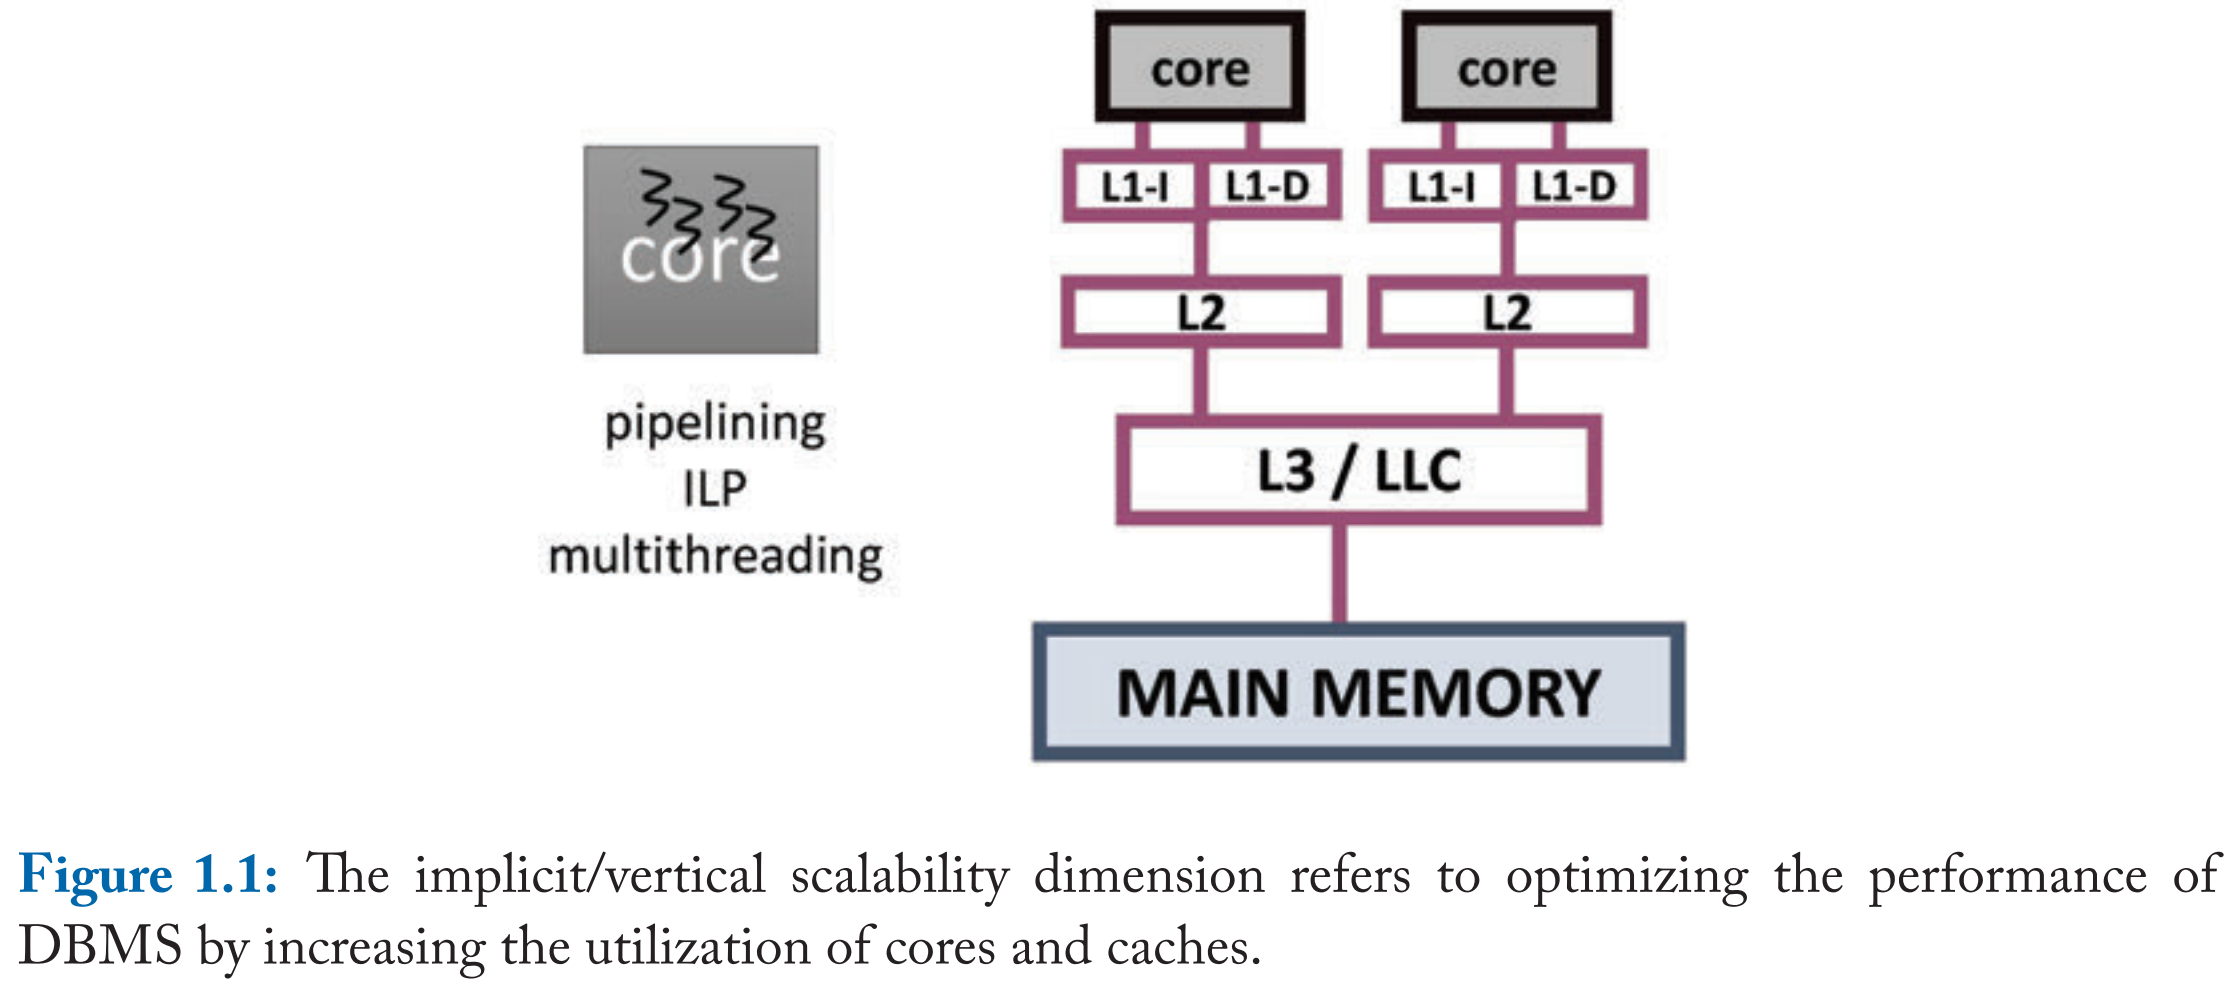 core
pipelining
ILP
multithreading
core core
L1-I L1-D L1-I L1-D
L2 L2
L3 / LLC
MAIN MEMORY
Figure 1.1: The implicit/vertical scalability dimension refers to optimizing the performance of
DBMS by increasing the utilization of cores and caches.